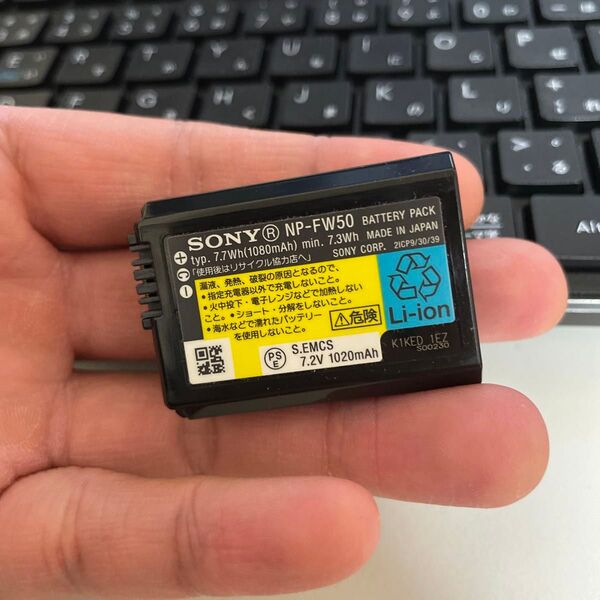 SONY® NP-FW50 BATTERY PACK
typ. 7.7Wh(1080mAh) min. 7.3Wh MADE IN JAPAN
「使用後はリサイクル協力店へ」 SONY CORP. 2ICP9/30/39
漏液、発熱、破裂の原因となるので、
•指定充電器以外で充電しないこと。
•火中投下・電子レンジなどで加熱しない
こと。•ショート・分解をしないこと。
•海水などで濡れたバッテリー
を使用しないこと。
⚠危険
Li-ion
PSE S.EMCS
7.2V 1020mAh
K1KED 1EZ
S00230